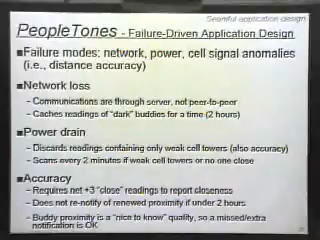 Seamful application design
PeopleTones - Failure-Driven Application Design
Failure modes: network, power, cell signal anomalies
(i.e., distance accuracy)
Network loss
– Communications are through server, not peer-to-peer
– Caches readings of "dark" buddies for a time (2 hours)
Power drain
– Discards readings containing only weak cell towers (also accuracy)
– Scans every 2 minutes if weak cell towers or no one close
Accuracy
– Requires net +3 "close" readings to report closeness
– Does not re-notify of renewed proximity if under 2 hours
– Buddy proximity is a "nice to know" quality, so a missed/extra
notification is OK